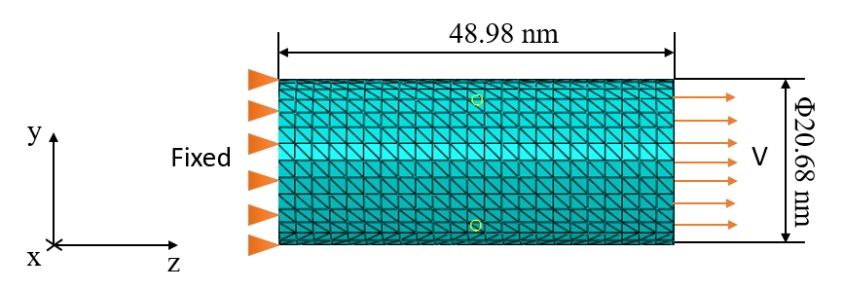 48.98 nm
y
Fixed
V
Φ20.68 nm
x
z